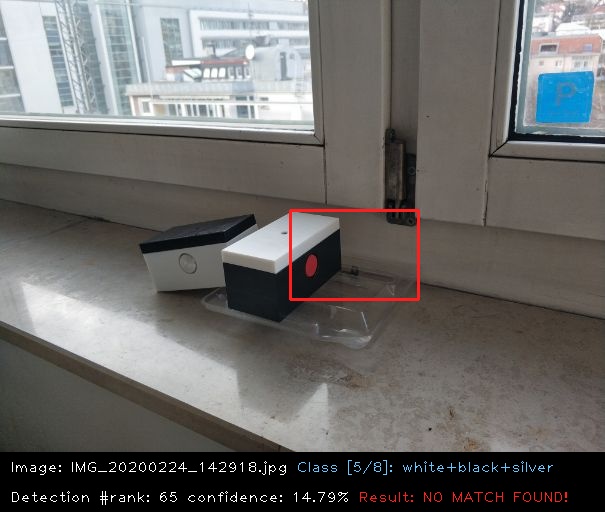 P
Image: IMG_20200224_142918.jpg Class [5/8]: white+black+silver
Detection #rank: 65 confidence: 14.79% Result: NO MATCH FOUND!